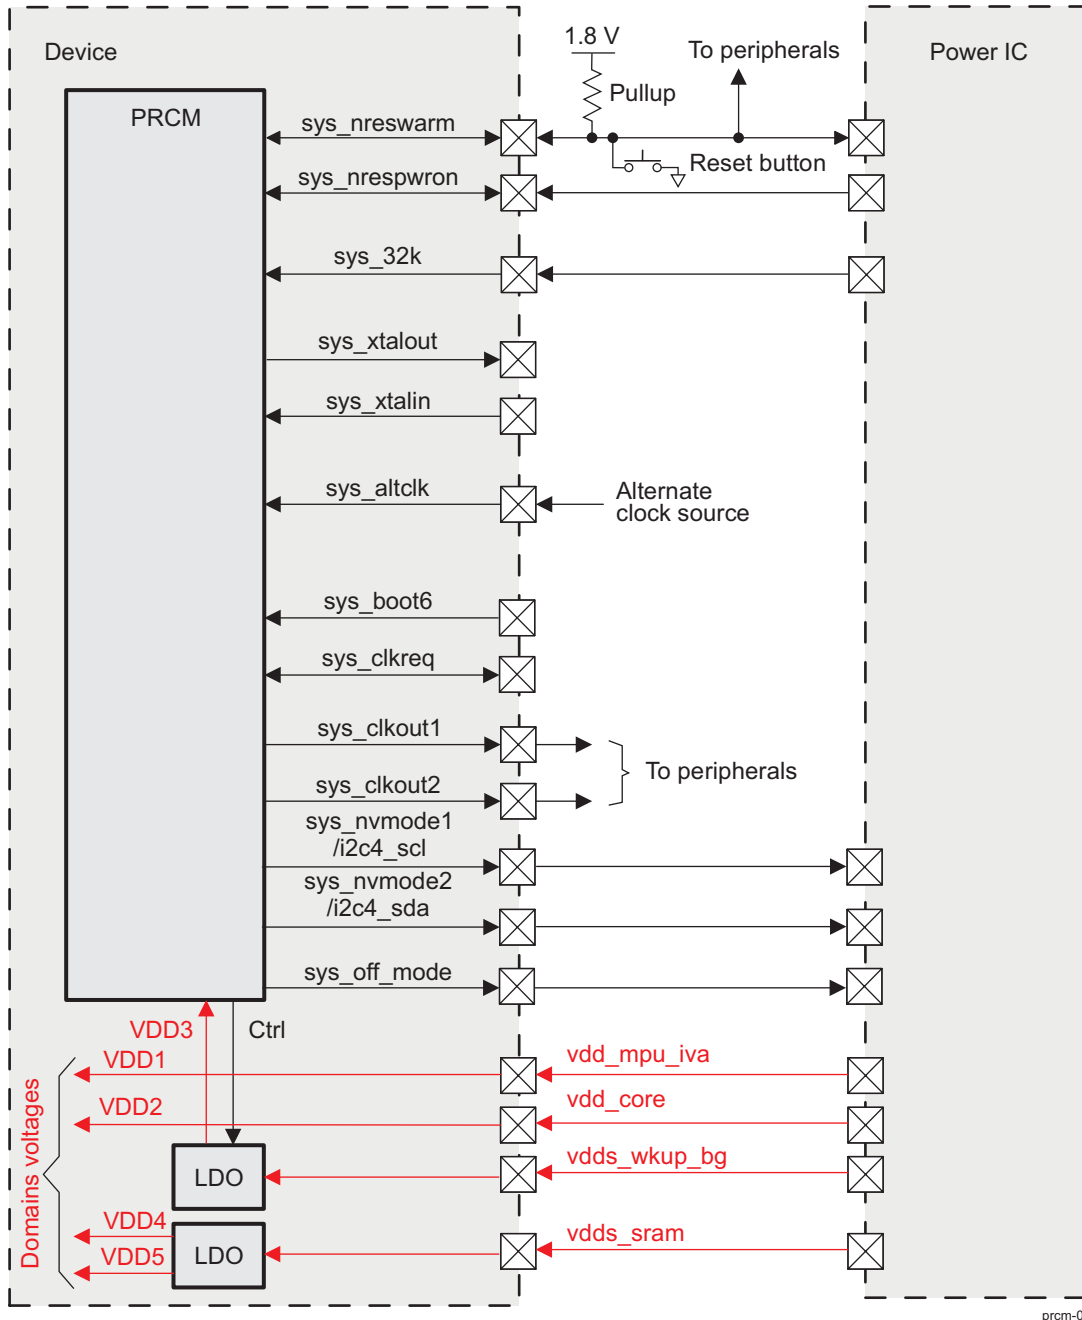 Device
1.8 V
To peripherals
Power IC
Pullup
PRCM
sys_nreswarm
Reset button
sys_nrespwron
sys_32k
sys_xtalout
sys_xtalin
sys_altclk
Alternate
clock source
sys_boot6
sys_clkreq
sys_clkout1
To peripherals
sys_clkout2
sys_nvmode1
/i2c4_scl
sys_nvmode2
/i2c4_sda
sys_off_mode
VDD3
Ctrl
VDD1
vdd_mpu_iva
VDD2
vdd_core
Domains voltages
LDO
vdds_wkup_bg
VDD4
VDD5
LDO
vdds_sram
prcm-0